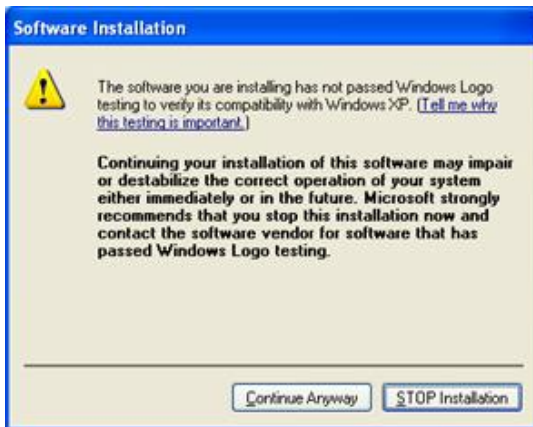 Software Installation
The software you are installing has not passed Windows Logo
testing to verify its compatibility with Windows XP. (Tell me why
this testing is important.)
Continuing your installation of this software may impair
or destabilize the correct operation of your system
either immediately or in the future. Microsoft strongly
recommends that you stop this installation now and
contact the software vendor for software that has
passed Windows Logo testing.
Continue Anyway
STOP Installation